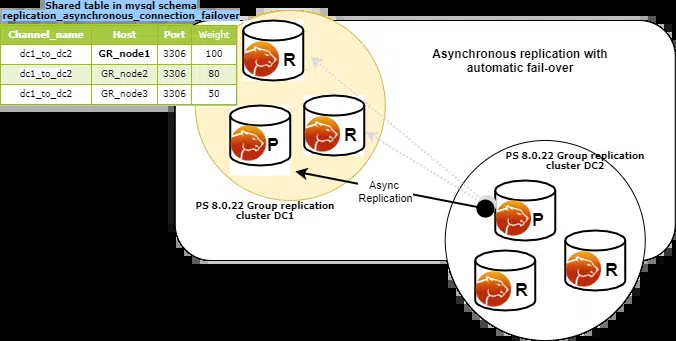 Shared table in mysql schema
replication_asynchronous_connection_failover
Channel_name Host Port Weight
dc1_to_dc2 GR_node1 3306 100
dc1_to_dc2 GR_node2 3306 80
dc1_to_dc2 GR_node3 3306 50
R
P
R
PS 8.0.22 Group replication
cluster DC1
Asynchronous replication with
automatic fail-over
Async
Replication
PS 8.0.22 Group replication
cluster DC2
P
R
R